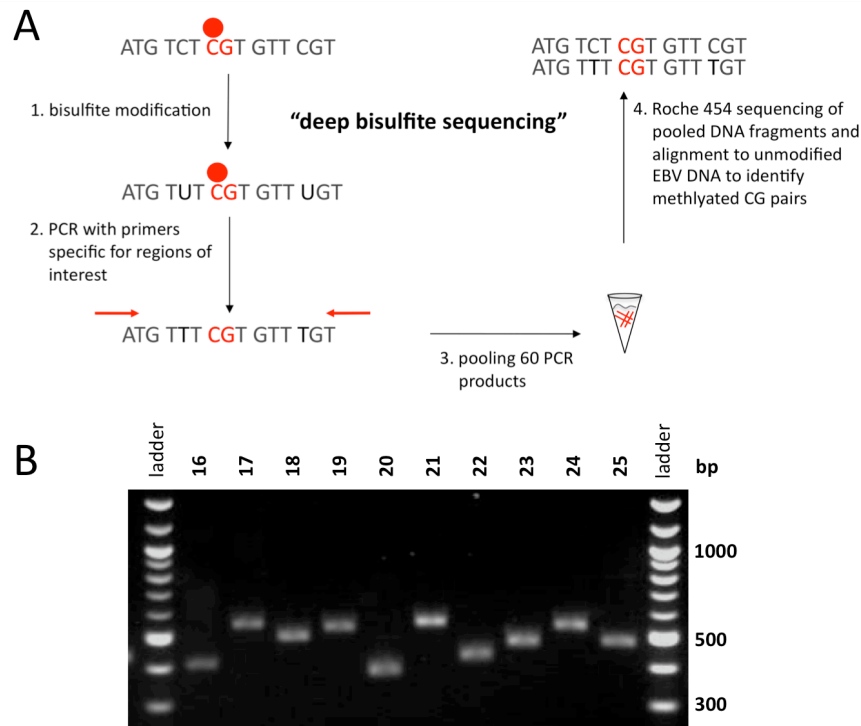 A
ATG TCT CGT GTT CGT
1. bisulfite modification
"deep bisulfite sequencing"
ATG TUT CGT GTT UGT
2. PCR with primers
specific for regions of
interest
ATG TTT CGT GTT TGT
3. pooling 60 PCR
products
ATG TCT CGT GTT CGT
ATG TTT CGT GTT TGT
4. Roche 454 sequencing of
pooled DNA fragments and
alignment to unmodified
EBV DNA to identify
methlyated CG pairs
B
ladder 16 17 18 19 20 21 22 23 24 25 ladder bp
1000
500
300